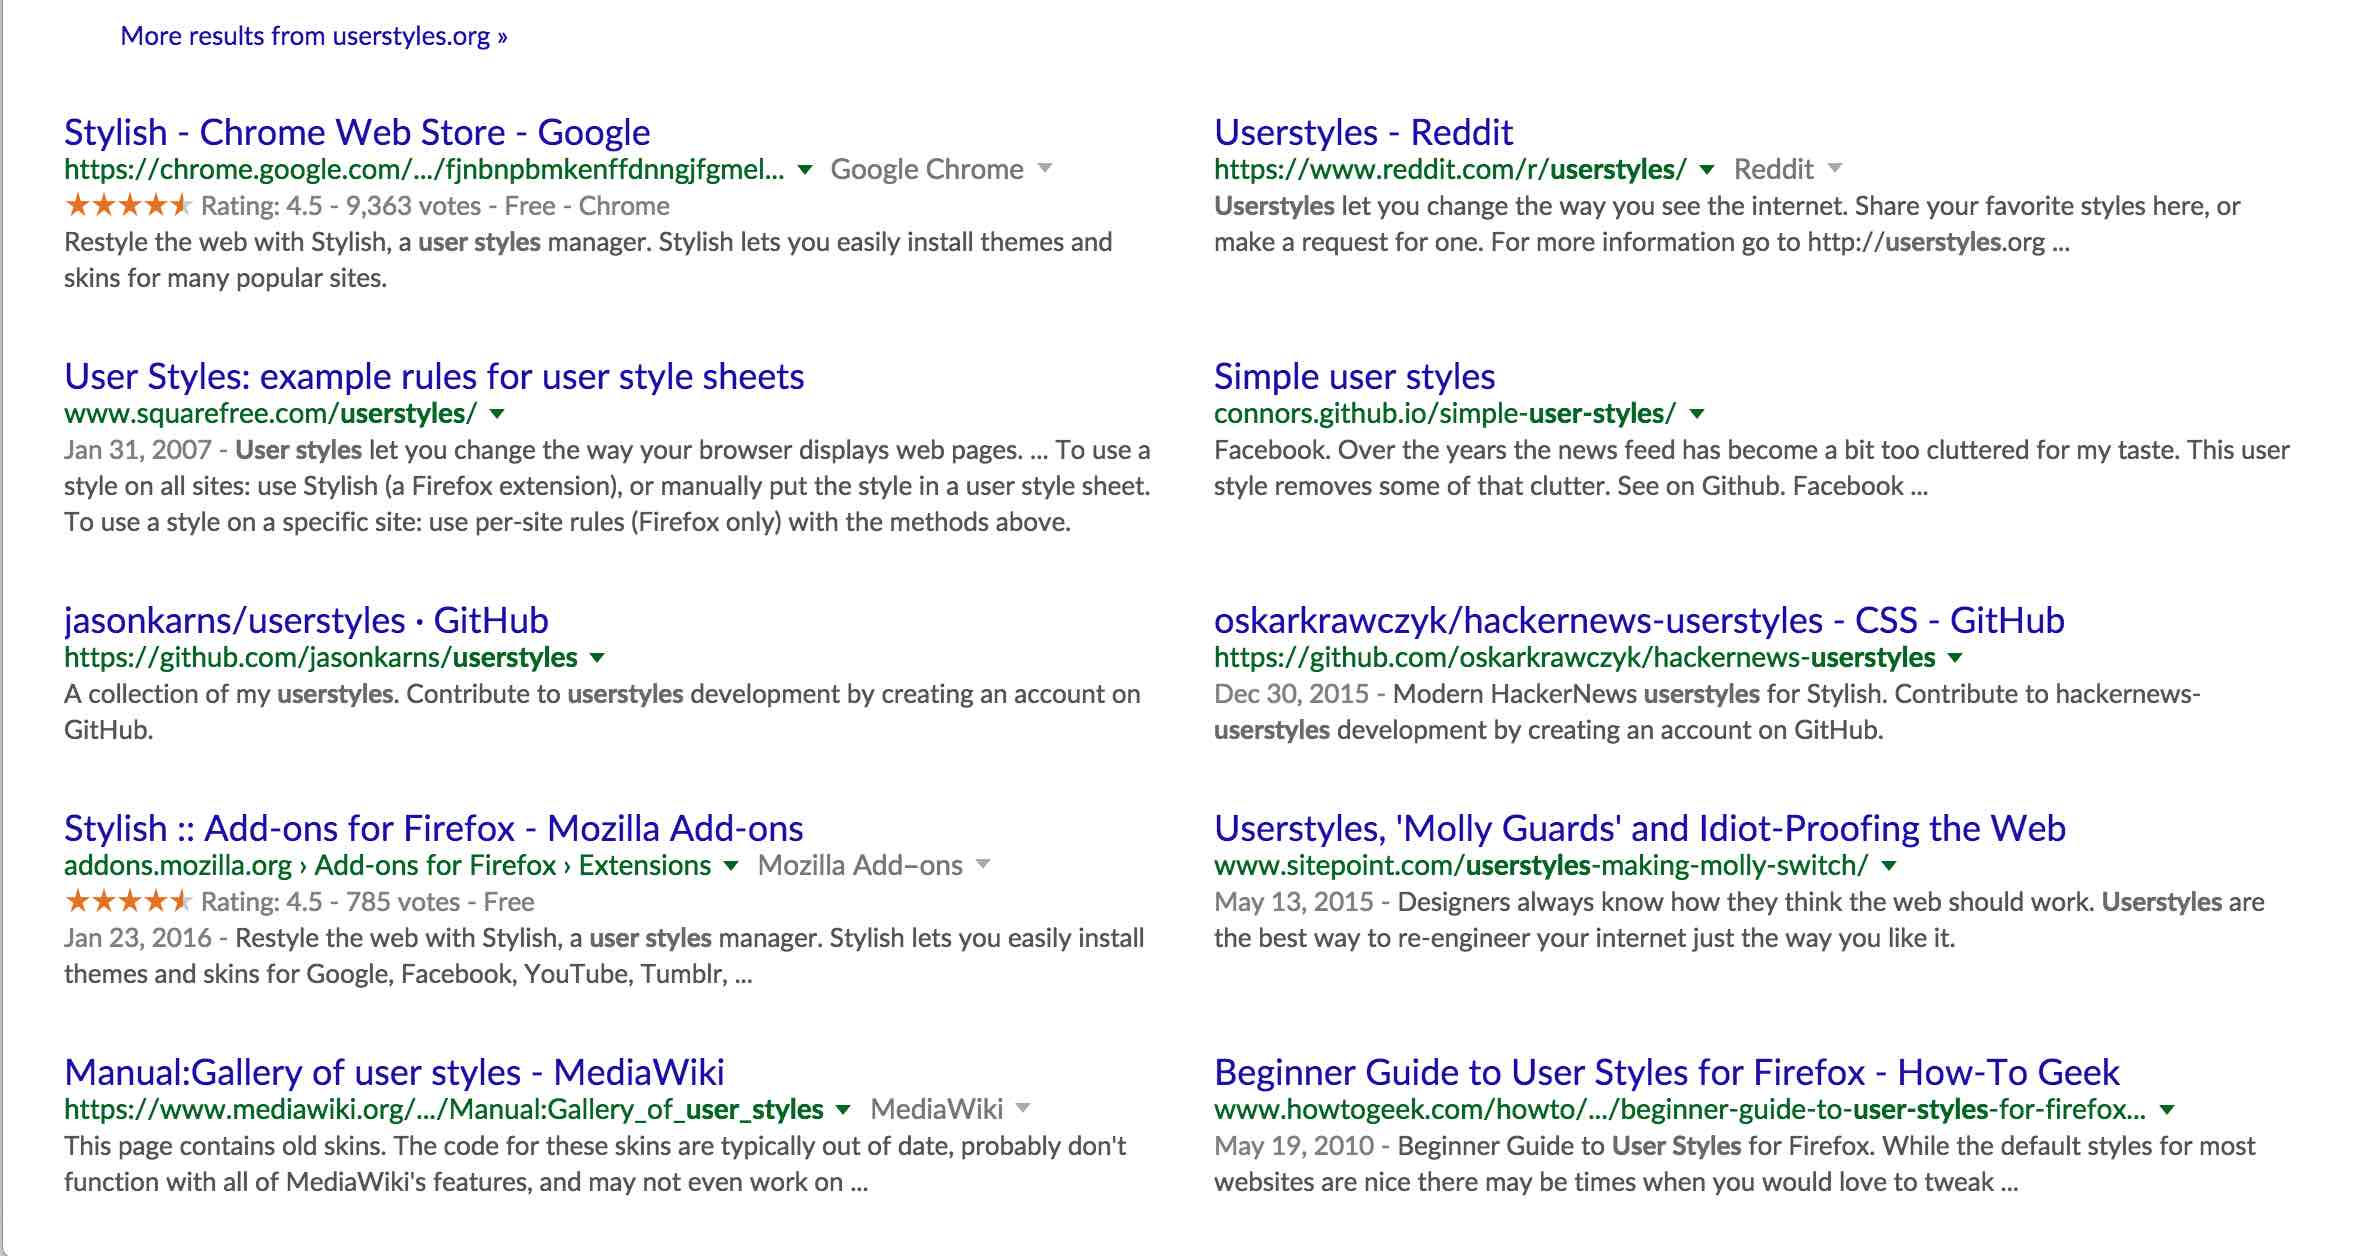 More results from userstyles.org »
Stylish - Chrome Web Store - Google
https://chrome.google.com/.../fjnbnpbmkenffdnngjfgmel... Google Chrome
Rating: 4.5 - 9,363 votes - Free - Chrome
Restyle the web with Stylish, a user styles manager. Stylish lets you easily install themes and
skins for many popular sites.
Userstyles - Reddit
https://www.reddit.com/r/userstyles/ Reddit
Userstyles let you change the way you see the internet. Share your favorite styles here, or
make a request for one. For more information go to http://userstyles.org ...
User Styles: example rules for user style sheets
www.squarefree.com/userstyles/
Jan 31, 2007 - User styles let you change the way your browser displays web pages. ... To use a
style on all sites: use Stylish (a Firefox extension), or manually put the style in a user style sheet.
To use a style on a specific site: use per-site rules (Firefox only) with the methods above.
Simple user styles
connors.github.io/simple-user-styles/
Facebook. Over the years the news feed has become a bit too cluttered for my taste. This user
style removes some of that clutter. See on Github. Facebook ...
jasonkarns/userstyles · GitHub
https://github.com/jasonkarns/userstyles
A collection of my userstyles. Contribute to userstyles development by creating an account on
GitHub.
oskarkrawczyk/hackernews-userstyles - CSS - GitHub
https://github.com/oskarkrawczyk/hackernews-userstyles
Dec 30, 2015 - Modern HackerNews userstyles for Stylish. Contribute to hackernews-
userstyles development by creating an account on GitHub.
Stylish :: Add-ons for Firefox - Mozilla Add-ons
addons.mozilla.org › Add-ons for Firefox › Extensions Mozilla Add–ons
Rating: 4.5 - 785 votes - Free
Jan 23, 2016 - Restyle the web with Stylish, a user styles manager. Stylish lets you easily install
themes and skins for Google, Facebook, YouTube, Tumblr, ...
Userstyles, 'Molly Guards' and Idiot-Proofing the Web
www.sitepoint.com/userstyles-making-molly-switch/
May 13, 2015 - Designers always know how they think the web should work. Userstyles are
the best way to re-engineer your internet just the way you like it.
Manual:Gallery of user styles - MediaWiki
https://www.mediawiki.org/.../Manual:Gallery_of_user_styles MediaWiki
This page contains old skins. The code for these skins are typically out of date, probably don't
function with all of MediaWiki's features, and may not even work on ...
Beginner Guide to User Styles for Firefox - How-To Geek
www.howtogeek.com/howto/.../beginner-guide-to-user-styles-for-firefox...
May 19, 2010 - Beginner Guide to User Styles for Firefox. While the default styles for most
websites are nice there may be times when you would love to tweak ...